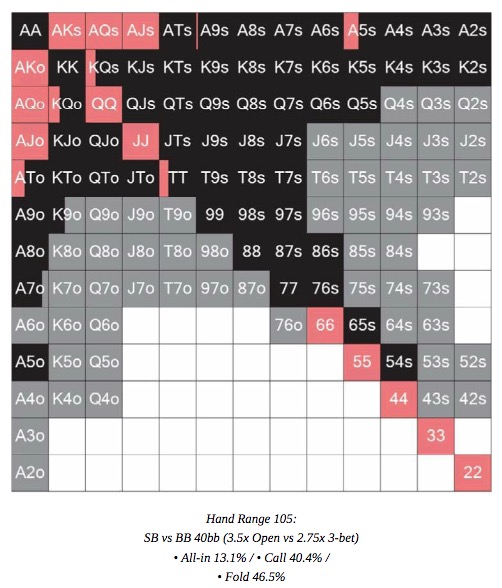 AA AKs AQs AJs ATs A9s A8s A7s A6s A5s A4s A3s A2s
AKo KK KQs KJs KTs K9s K8s K7s K6s K5s K4s K3s K2s
AQo KQo QQ QJs QTs Q9s Q8s Q7s Q6s Q5s Q4s Q3s Q2s
AJo KJo QJo JJ JTs J9s J8s J7s J6s J5s J4s J3s J2s
ATo KTo QTo JTo TT T9s T8s T7s T6s T5s T4s T3s T2s
A9o K9o Q9o J9o T9o 99 98s 97s 96s 95s 94s 93s
A8o K8o Q8o J8o T8o 98o 88 87s 86s 85s 84s
A7o K7o Q7o J7o T7o 97o 87o 77 76s 75s 74s 73s
A6o K6o Q6o 76o 66 65s 64s 63s
A5o K5o Q5o 55 54s 53s 52s
A4o K4o Q4o 44 43s 42s
A3o 33
A2o 22
Hand Range 105:
SB vs BB 40bb (3.5x Open vs 2.75x 3-bet)
• All-in 13.1% / • Call 40.4% /
• Fold 46.5%